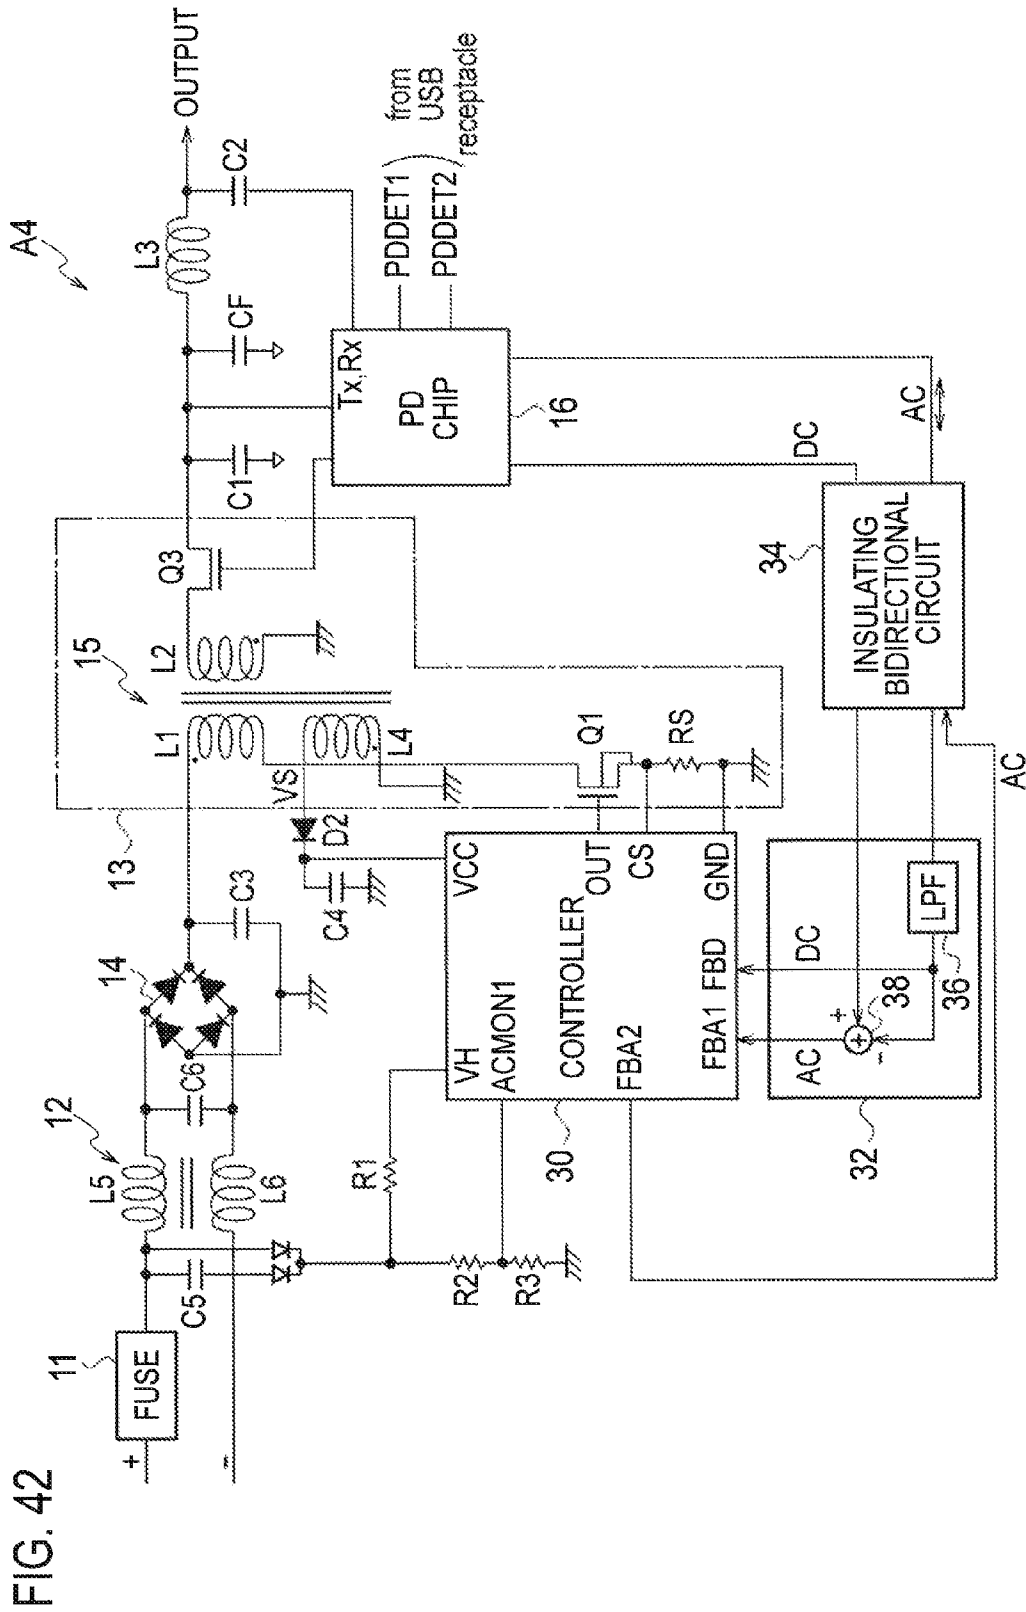 FIG. 42
A4
11
FUSE
+
-
12
L5
L6
C5
C6
14
C3
13
15
L1
L2
L4
VS
D2
C4
Q3
C1
CF
L3
C2
OUTPUT
Tx,Rx
PD
CHIP
16
PDDET1
PDDET2
from
USB
receptacle
R1
R2
R3
VH
ACMON1
VCC
CONTROLLER
OUT
CS
GND
FBA2
FBA1
FBD
30
Q1
RS
DC
AC
34
INSULATING
BIDIRECTIONAL
CIRCUIT
AC
DC
AC
+
-
+
38
LPF
36
32